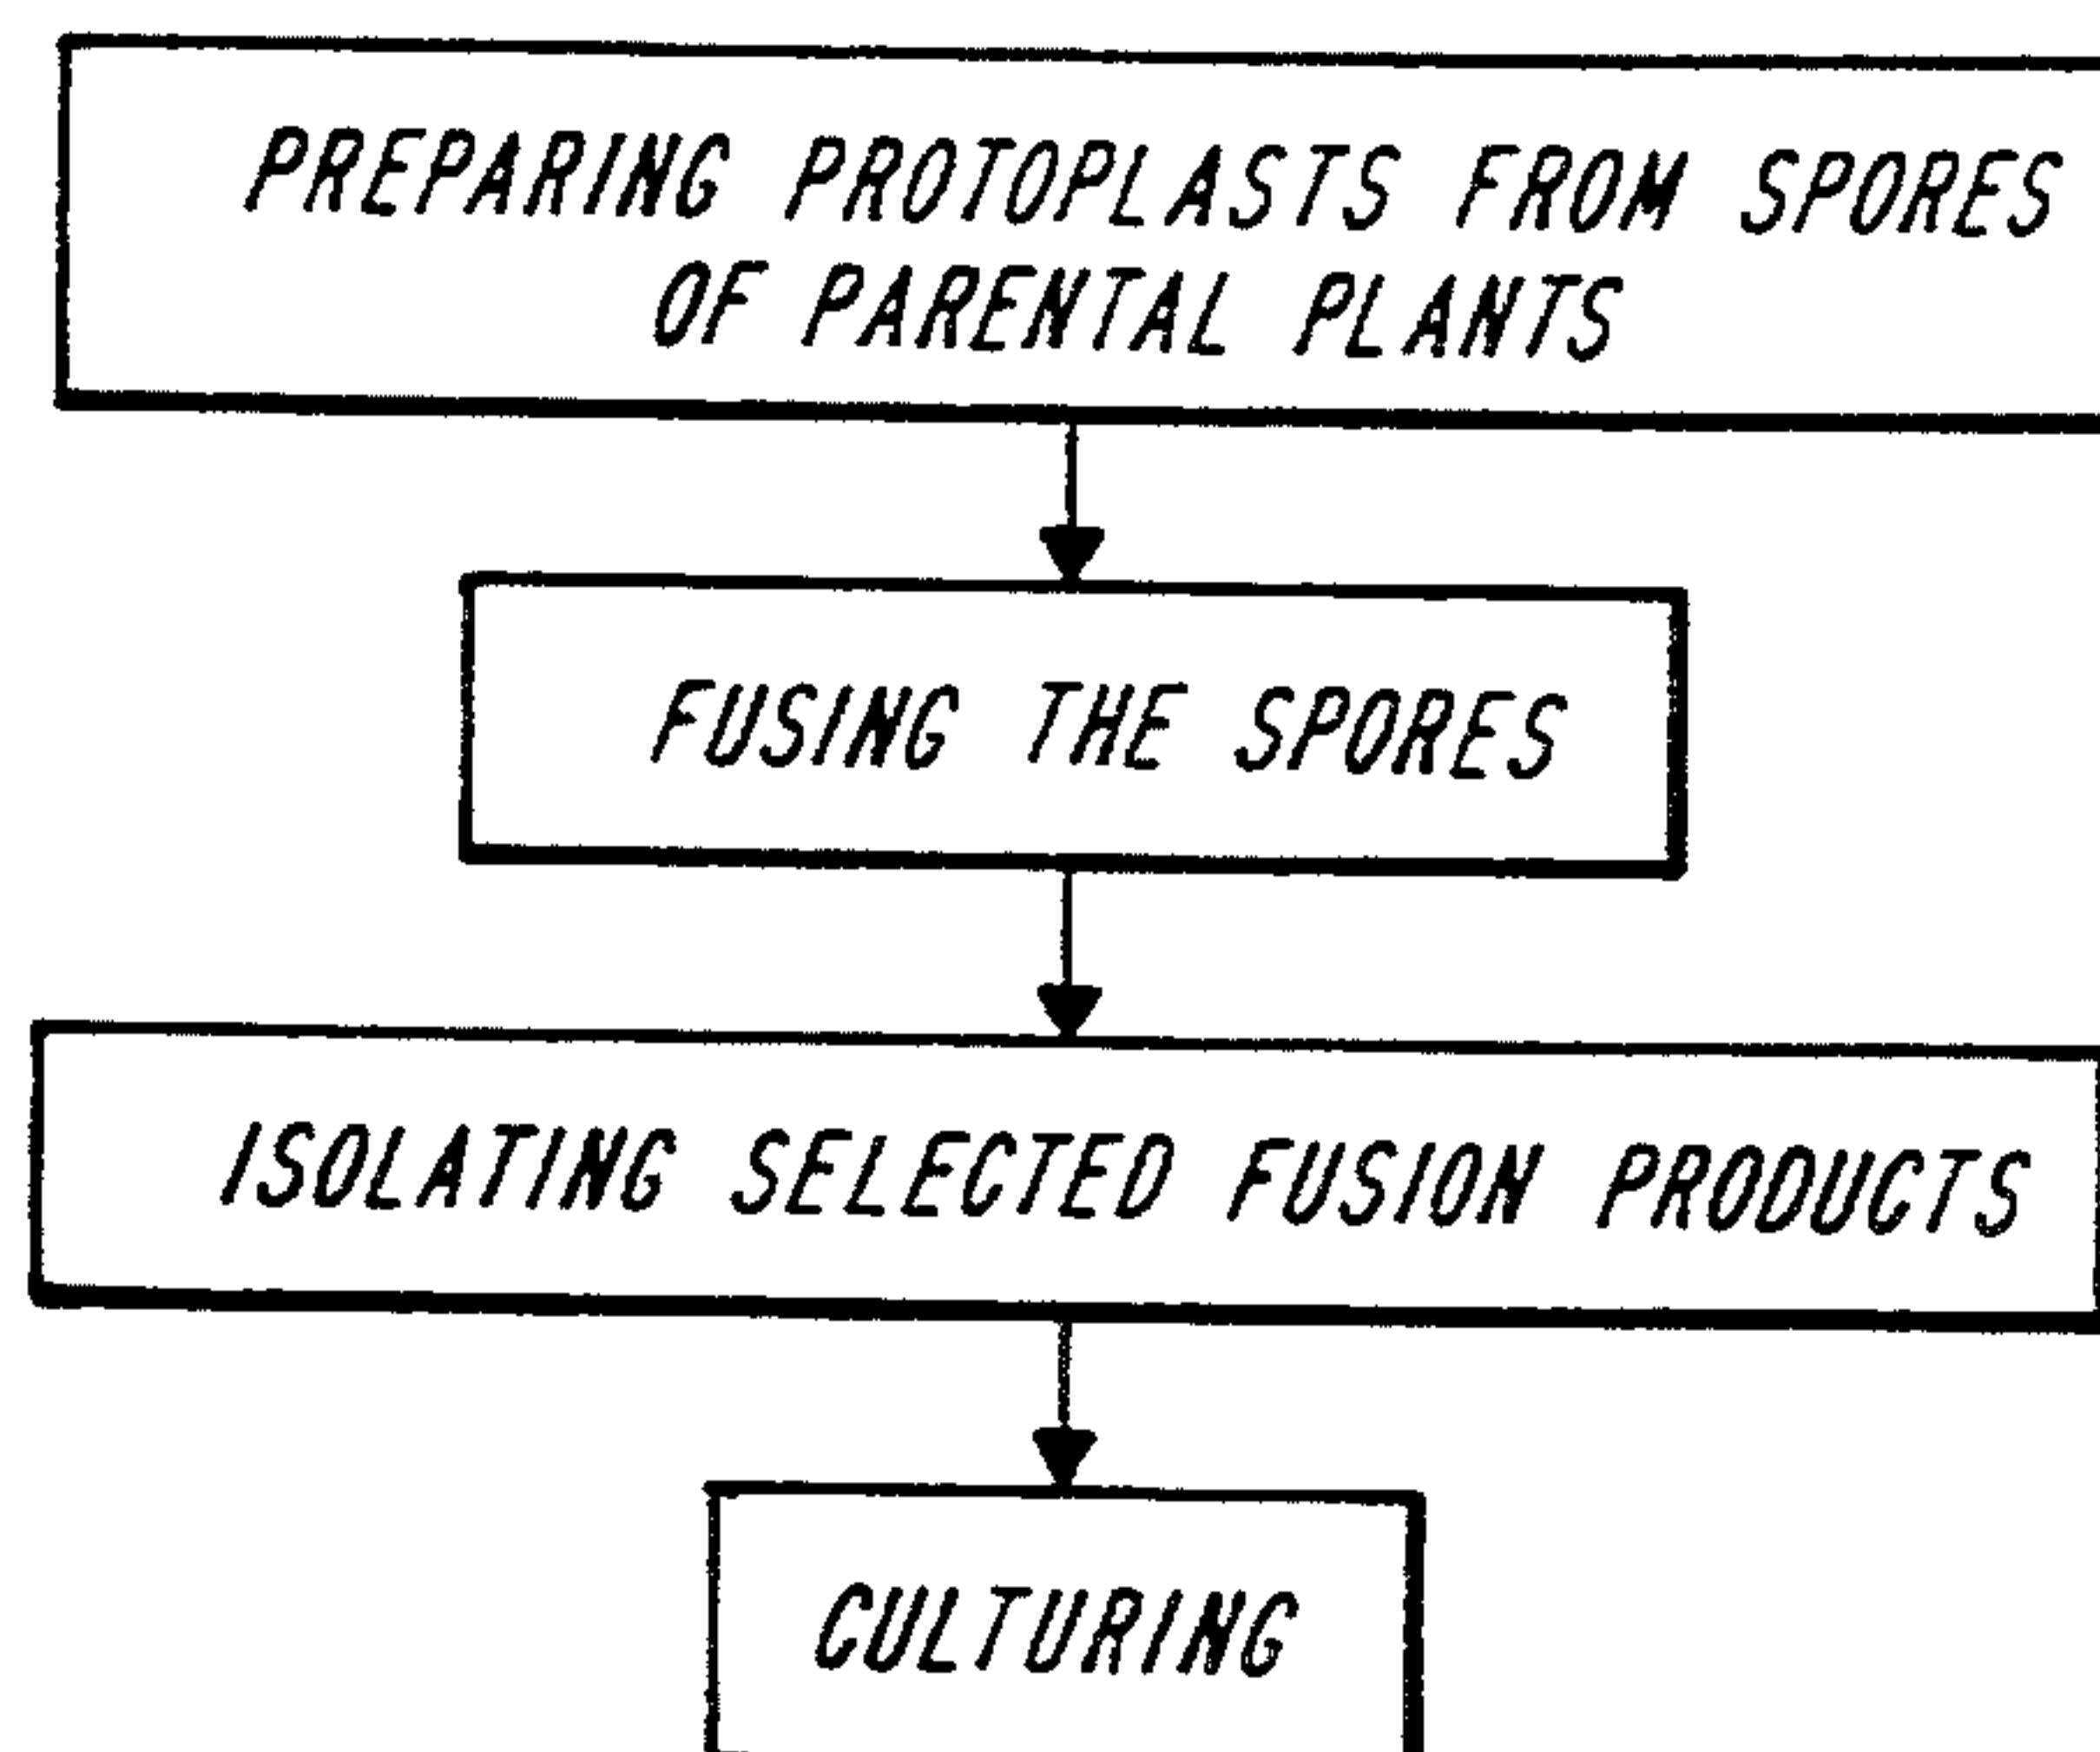 PREPARING PROTOPLASTS FROM SPORES
OF PARENTAL PLANTS
FUSING THE SPORES
ISOLATING SELECTED FUSION PRODUCTS
CULTURING